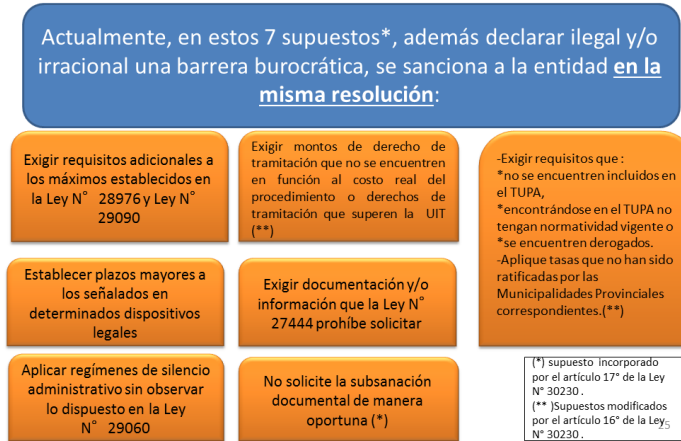 Actualmente, en estos 7 supuestos*, además declarar ilegal y/o
irracional una barrera burocrática, se sanciona a la entidad en la
misma resolución:
Exigir requisitos adicionales a
los máximos establecidos en
la Ley N° 28976 y Ley N°
29090
Exigir montos de derecho de
tramitación que no se encuentren
en función al costo real del
procedimiento o derechos de
tramitación que superen la UIT
(**)
-Exigir requisitos que :
*no se encuentren incluidos en
el TUPA,
*encontrándose en el TUPA no
tengan normatividad vigente o
*se encuentren derogados.
-Aplique tasas que no han sido
ratificadas por las
Municipalidades Provinciales
correspondientes.(**)
Establecer plazos mayores a
los señalados en
determinados dispositivos
legales
Exigir documentación y/o
información que la Ley N°
27444 prohíbe solicitar
Aplicar regímenes de silencio
administrativo sin observar
lo dispuesto en la Ley
N° 29060
No solicite la subsanación
documental de manera
oportuna (*)
(*) supuesto incorporado
por el artículo 17° de la Ley
N° 30230 .
(** )Supuestos modificados
por el artículo 16° de la Ley
N° 30230 .
25